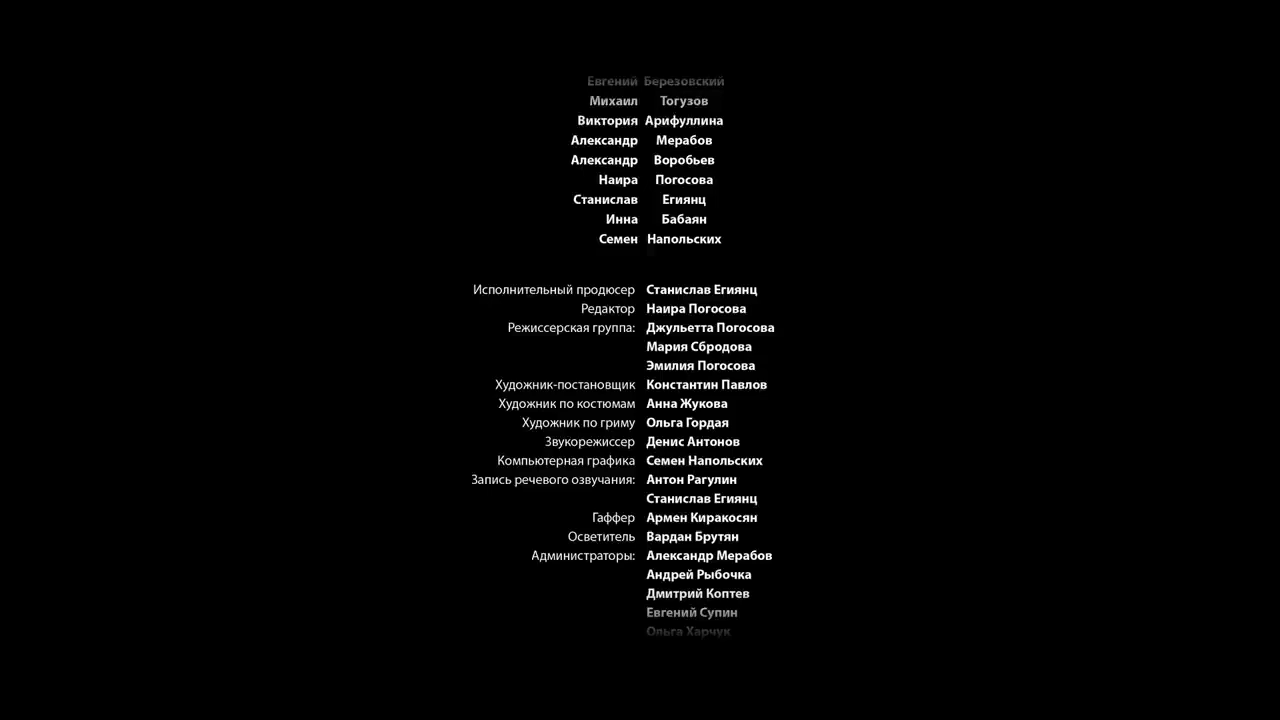 Евгений Березовский
Михаил Тогузов
Виктория Арифуллина
Александр Мерабов
Александр Воробьев
Наира Погосова
Станислав Егиянц
Инна Бабаян
Семен Напольских
Исполнительный продюсер Станислав Егиянц
Редактор Наира Погосова
Режиссерская группа: Джульетта Погосова
Мария Сбродова
Эмилия Погосова
Художник-постановщик Константин Павлов
Художник по костюмам Анна Жукова
Художник по гриму Ольга Гордая
Звукорежиссер Денис Антонов
Компьютерная графика Семен Напольских
Запись речевого озвучания: Антон Рагулин
Станислав Егиянц
Гаффер Армен Киракосян
Осветитель Вардан Брутян
Администраторы: Александр Мерабов
Андрей Рыбочка
Дмитрий Коптев
Евгений Супин
Ольга Харчук